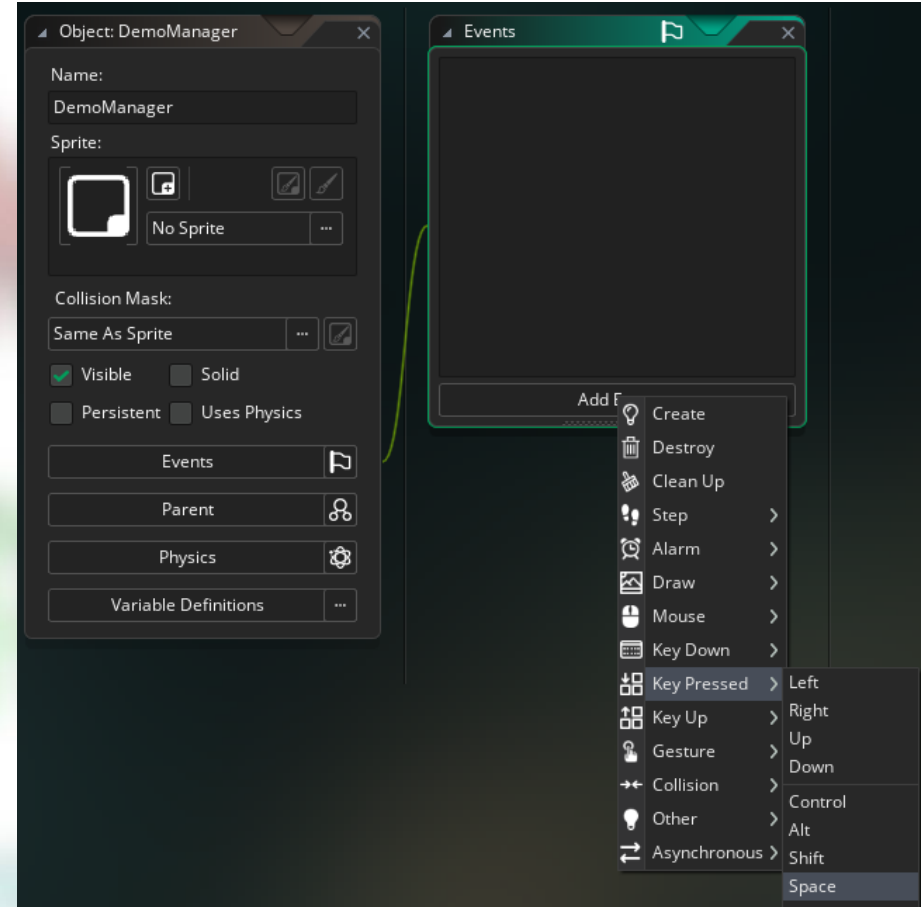 Object: DemoManager
Name:
DemoManager
Sprite:
No Sprite
Collision Mask:
Same As Sprite
Visible
Solid
Persistent
Uses Physics
Events
Parent
Physics
Variable Definitions
Events
Add
Create
Destroy
Clean Up
Step
Alarm
Draw
Mouse
Key Down
Key Pressed
Key Up
Gesture
Collision
Other
Asynchronous
Left
Right
Up
Down
Control
Alt
Shift
Space